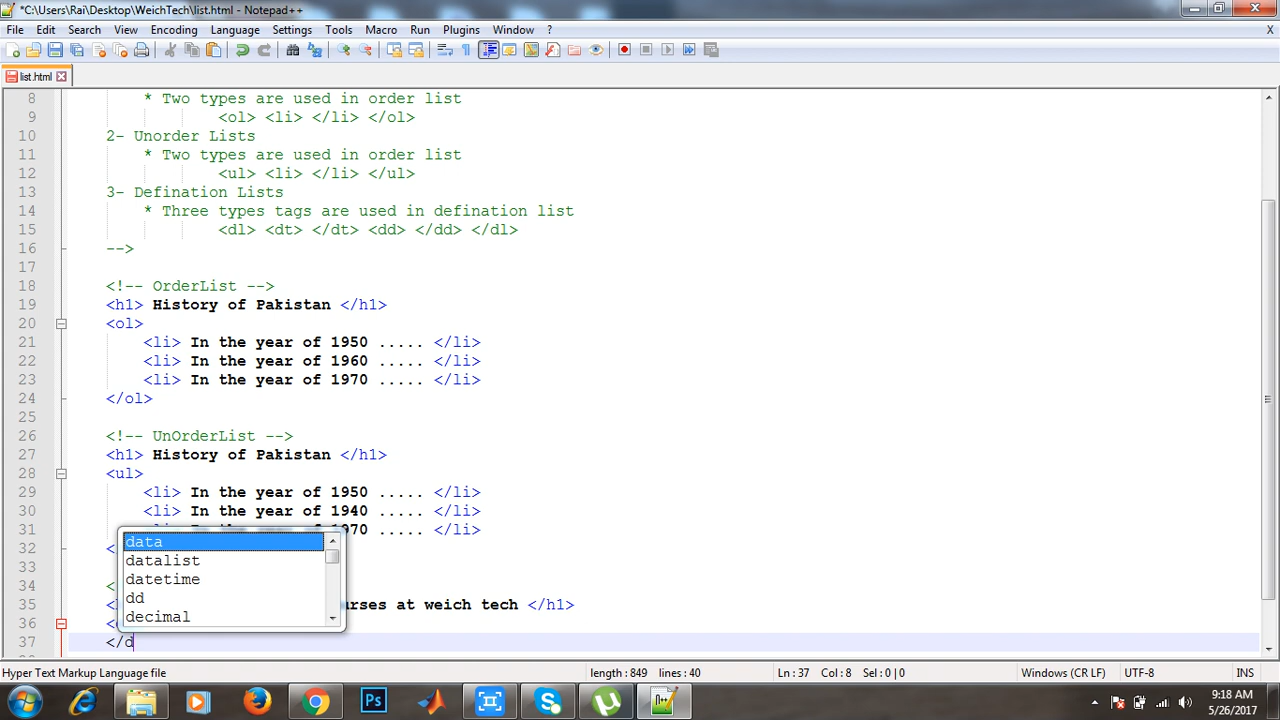 *C:\Users\Rai\Desktop\WeichTech\list.html - Notepad++
File Edit Search View Encoding Language Settings Tools Macro Run Plugins Window ? X
list.html
8 * Two types are used in order list
9 <ol> <li> </li> </ol>
10 2- Unorder Lists
11 * Two types are used in order list
12 <ul> <li> </li> </ul>
13 3- Defination Lists
14 * Three types tags are used in defination list
15 <dl> <dt> </dt> <dd> </dd> </dl>
16 -->
17
18 <!-- OrderList -->
19 <h1> History of Pakistan </h1>
20 <ol>
21 <li> In the year of 1950 ..... </li>
22 <li> In the year of 1960 ..... </li>
23 <li> In the year of 1970 ..... </li>
24 </ol>
25
26 <!-- UnOrderList -->
27 <h1> History of Pakistan </h1>
28 <ul>
29 <li> In the year of 1950 ..... </li>
30 <li> In the year of 1940 ..... </li>
31 970 ..... </li>
32 <
33
34 <
35 < urses at weich tech </h1>
36 <
37 </d
data
datalist
datetime
dd
decimal
Hyper Text Markup Language file length : 849 lines : 40 Ln : 37 Col : 8 Sel : 0 | 0 Windows (CR LF) UTF-8 INS
Ps
9:18 AM
5/26/2017